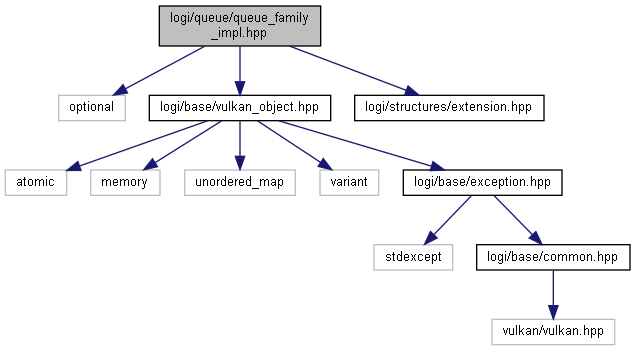 logi/queue/queue_family
_impl.hpp
optional
logi/base/vulkan_object.hpp
logi/structures/extension.hpp
atomic
memory
unordered_map
variant
logi/base/exception.hpp
stdexcept
logi/base/common.hpp
vulkan/vulkan.hpp